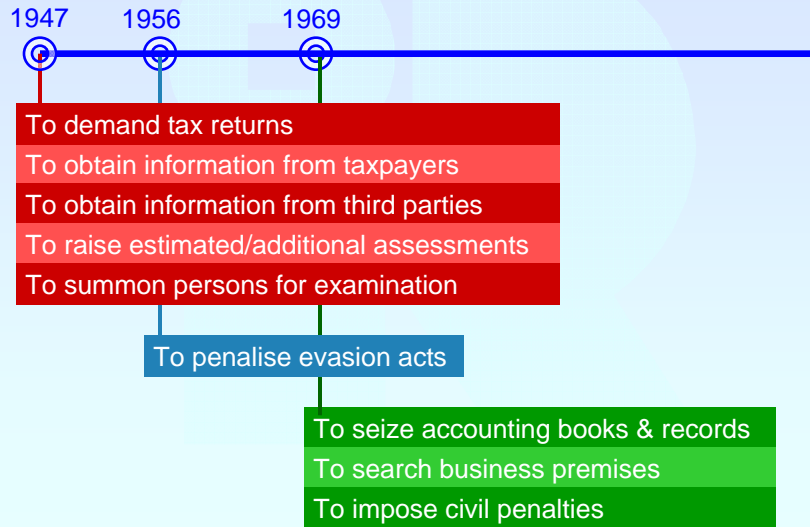 1947 1956 1969
To demand tax returns
To obtain information from taxpayers
To obtain information from third parties
To raise estimated/additional assessments
To summon persons for examination
To penalise evasion acts
To seize accounting books & records
To search business premises
To impose civil penalties